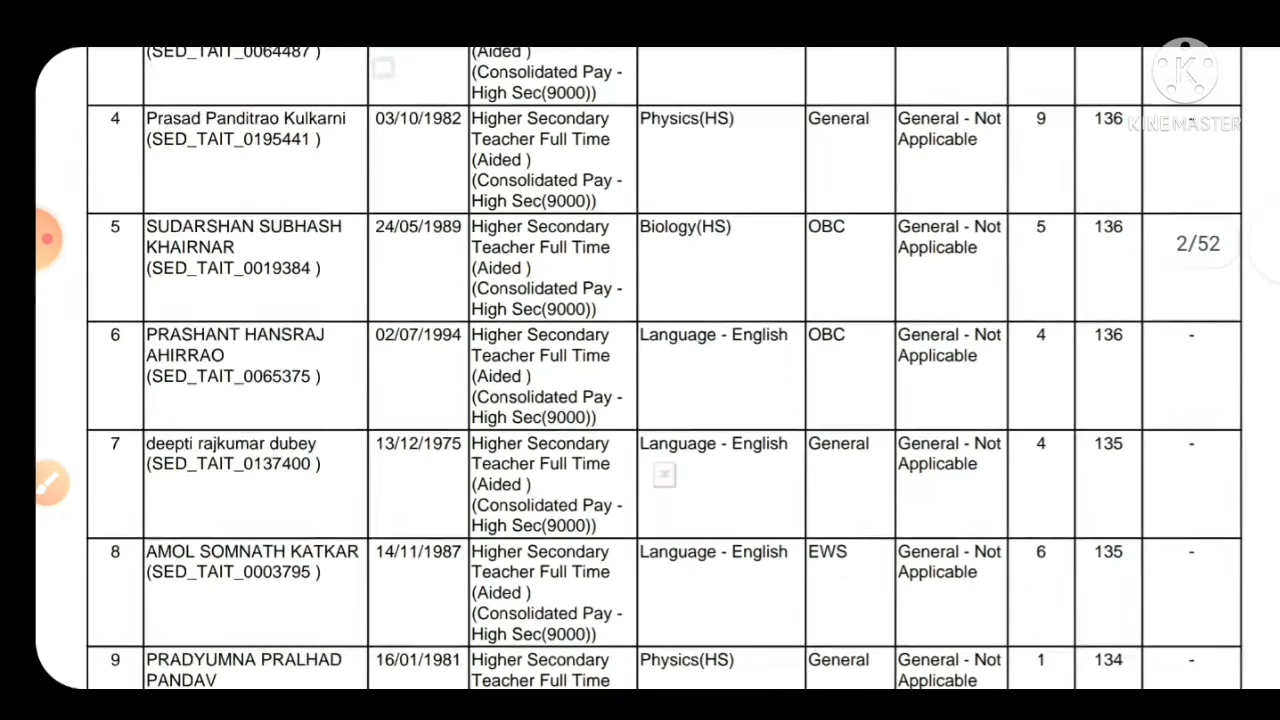 (SED_TAIT_0064487 )
(Aided )
(Consolidated Pay -
High Sec(9000))
4
Prasad Panditrao Kulkarni
(SED_TAIT_0195441 )
03/10/1982
Higher Secondary
Teacher Full Time
(Aided )
(Consolidated Pay -
High Sec(9000))
Physics(HS)
General
General - Not
Applicable
9
136
-
5
SUDARSHAN SUBHASH
KHAIRNAR
(SED_TAIT_0019384 )
24/05/1989
Higher Secondary
Teacher Full Time
(Aided )
(Consolidated Pay -
High Sec(9000))
Biology(HS)
OBC
General - Not
Applicable
5
136
6
PRASHANT HANSRAJ
AHIRRAO
(SED_TAIT_0065375 )
02/07/1994
Higher Secondary
Teacher Full Time
(Aided )
(Consolidated Pay -
High Sec(9000))
Language - English
OBC
General - Not
Applicable
4
136
-
7
deepti rajkumar dubey
(SED_TAIT_0137400 )
13/12/1975
Higher Secondary
Teacher Full Time
(Aided )
(Consolidated Pay -
High Sec(9000))
Language - English
General
General - Not
Applicable
4
135
-
8
AMOL SOMNATH KATKAR
(SED_TAIT_0003795 )
14/11/1987
Higher Secondary
Teacher Full Time
(Aided )
(Consolidated Pay -
High Sec(9000))
Language - English
EWS
General - Not
Applicable
6
135
-
9
PRADYUMNA PRALHAD
PANDAV
16/01/1981
Higher Secondary
Teacher Full Time
Physics(HS)
General
General - Not
Applicable
1
134
-
2/52
K
KINEMASTER